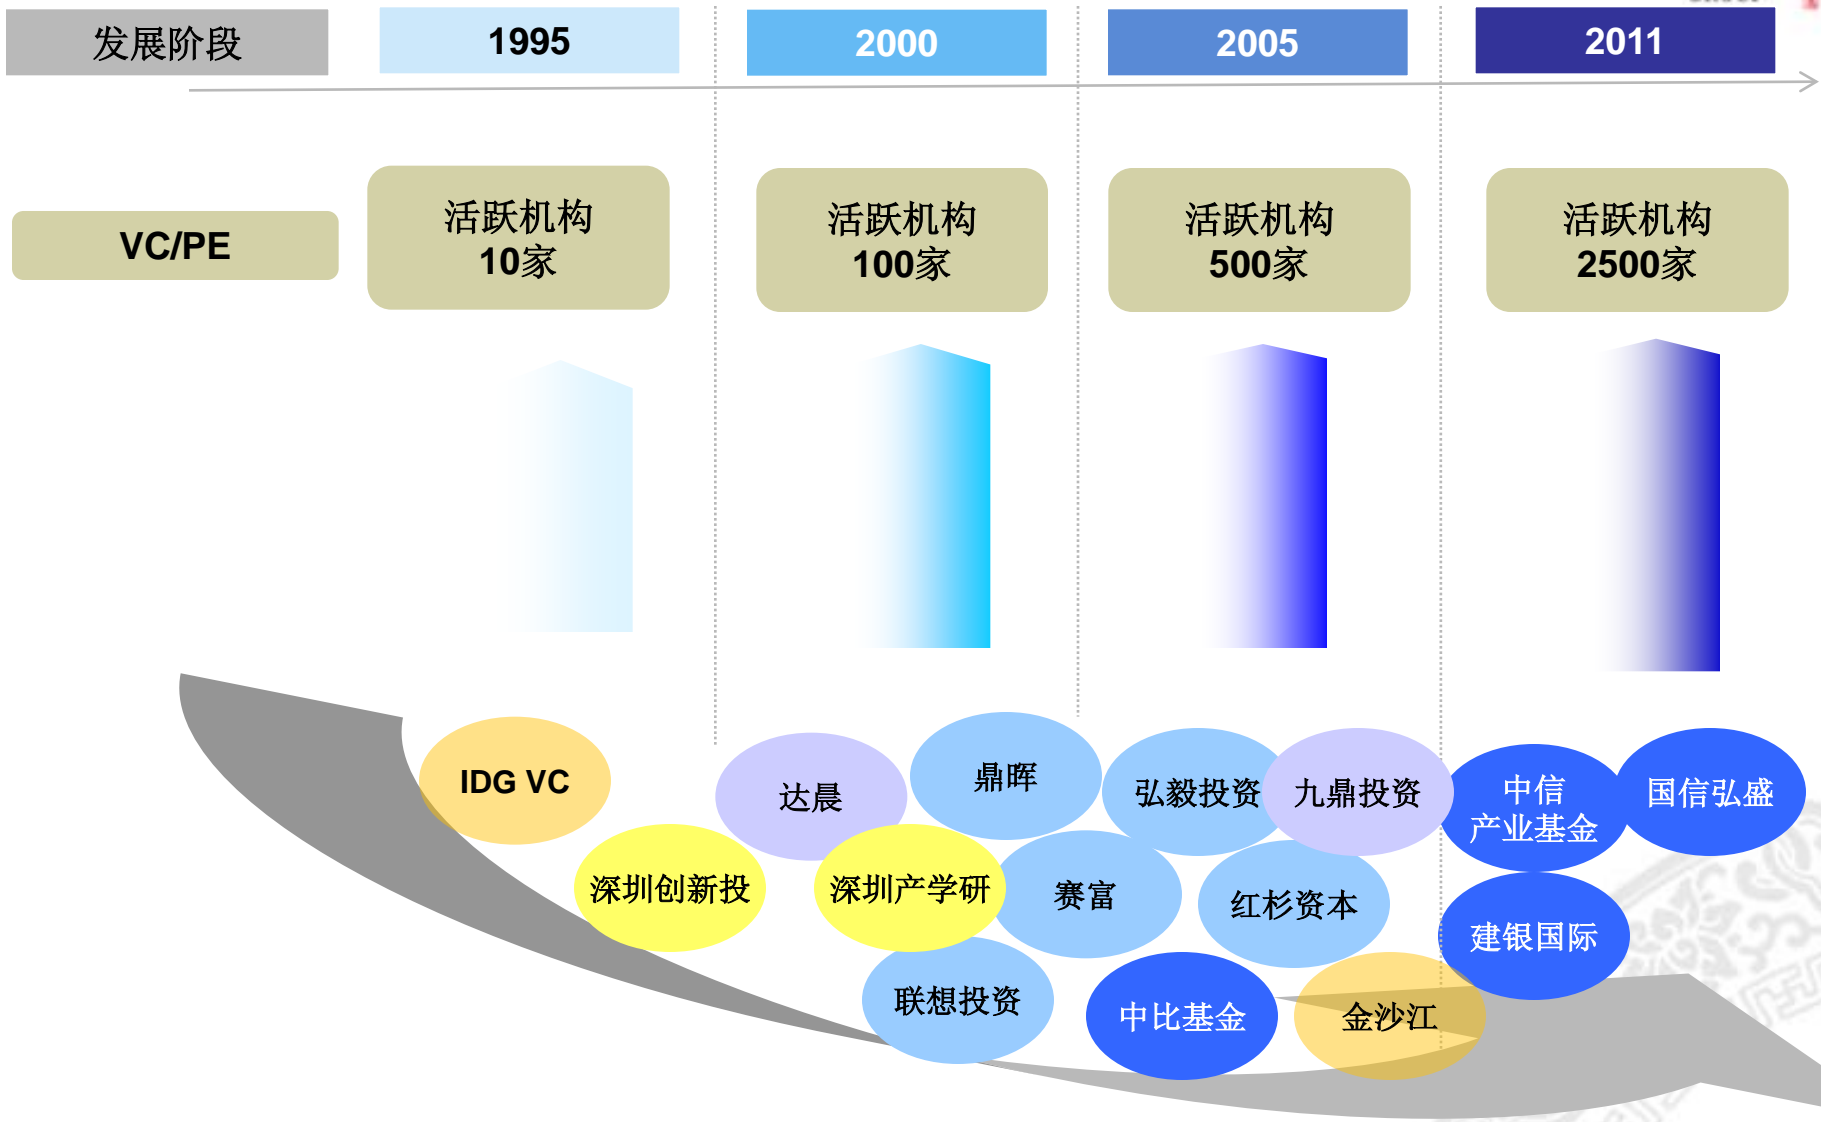 发展阶段
1995
2000
2005
2011
VC/PE
活跃机构
10家
活跃机构
100家
活跃机构
500家
活跃机构
2500家
IDG VC
深圳创新投
达晨
鼎晖
深圳产学研
赛富
联想投资
弘毅投资
九鼎投资
红杉资本
中比基金
金沙江
中信
产业基金
国信弘盛
建银国际